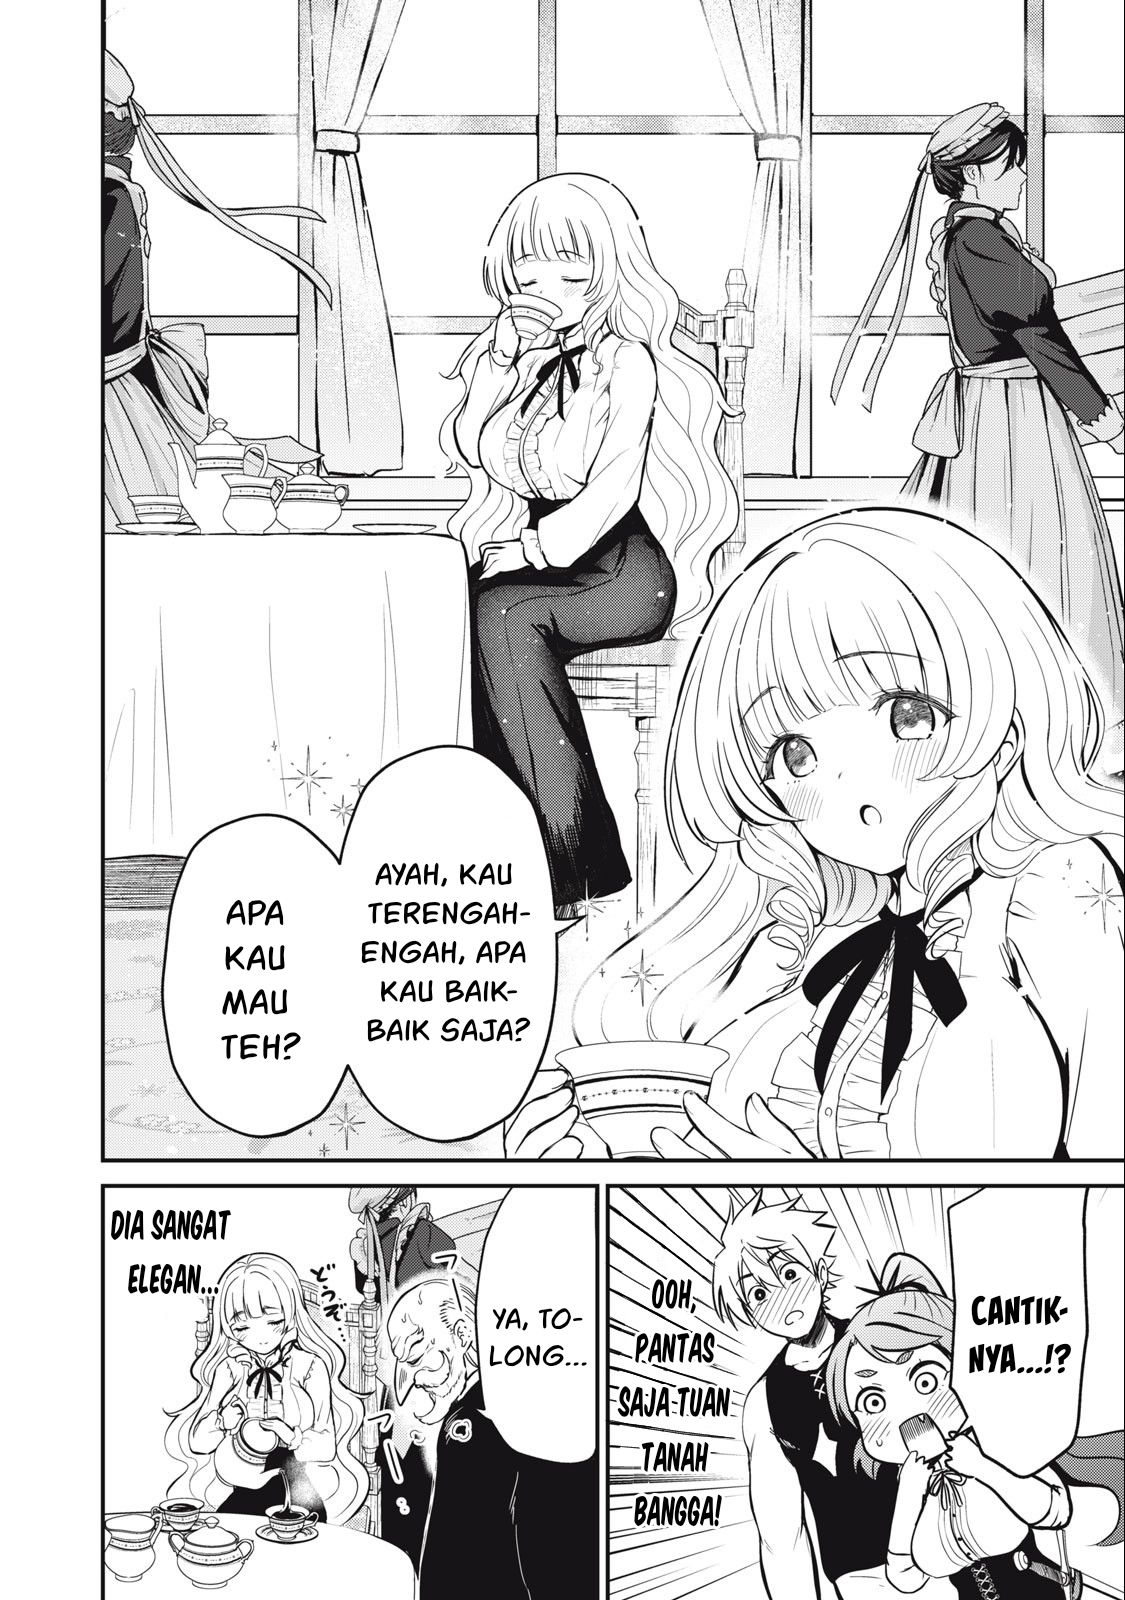 AYAH, KAU
TERENGAH-
ENGAH, APA
KAU BAIK-
BAIK SAJA?
APA
KAU
MAU
TEH?
CANTIK-
NYA...!?
OOH,
PANTAS
SAJA TUAN
TANAH
BANGGA!
YA, TO-
LONG...
どうぞ
DIA SANGAT
ELEGAN...